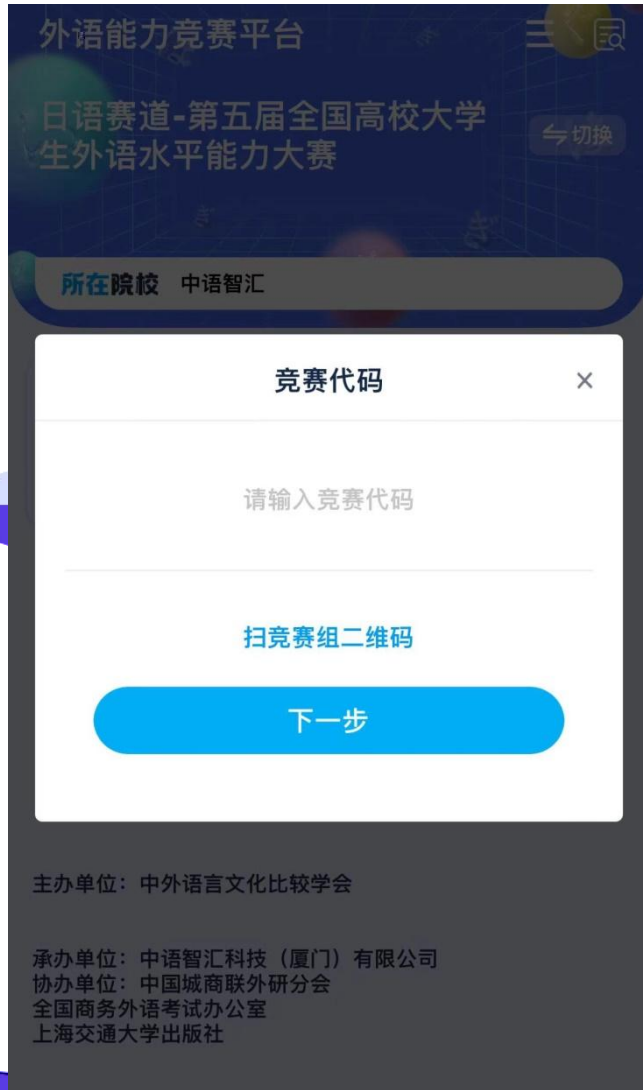 外语能力竞赛平台
日语赛道-第五届全国高校大学
生外语水平能力大赛
切换
所在院校 中语智汇
竞赛代码
请输入竞赛代码
扫竞赛组二维码
下一步
主办单位：中外语言文化比较学会
承办单位：中语智汇科技（厦门）有限公司
协办单位：中国城商联外研分会
全国商务外语考试办公室
上海交通大学出版社